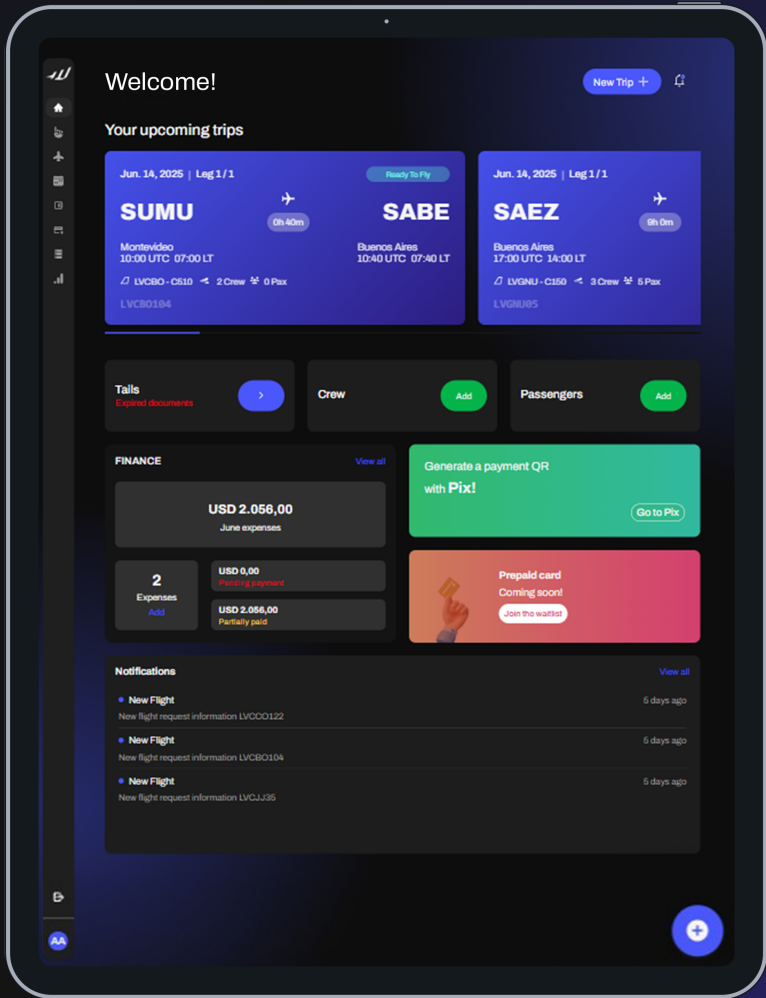 Welcome!
New Trip +
Your upcoming trips
Jun. 14, 2025 | Leg 1 / 1
Ready To Fly
SUMU
0h 40m
SABE
Montevideo
Buenos Aires
10:00 UTC 07:00 LT
10:40 UTC 07:40 LT
LVCBO - C510 2 Crew 0 Pax
LVCBO104
Jun. 14, 2025 | Leg 1 / 1
SAEZ
9h 0m
Buenos Aires
17:00 UTC 14:00 LT
LVGNU - C150 3 Crew 5 Pax
LVGNU05
Tails
Expired documents
Crew
Add
Passengers
Add
FINANCE
View all
USD 2.056,00
June expenses
2
Expenses
Add
USD 0,00
Pending payment
USD 2.056,00
Partially paid
Generate a payment QR
with Pix!
Go to Pix
Prepaid card
Coming soon!
Join the waitlist
Notifications
View all
New Flight
5 days ago
New flight request information LVCCO122
New Flight
5 days ago
New flight request information LVCBO104
New Flight
5 days ago
New flight request information LVCJJ35
AA